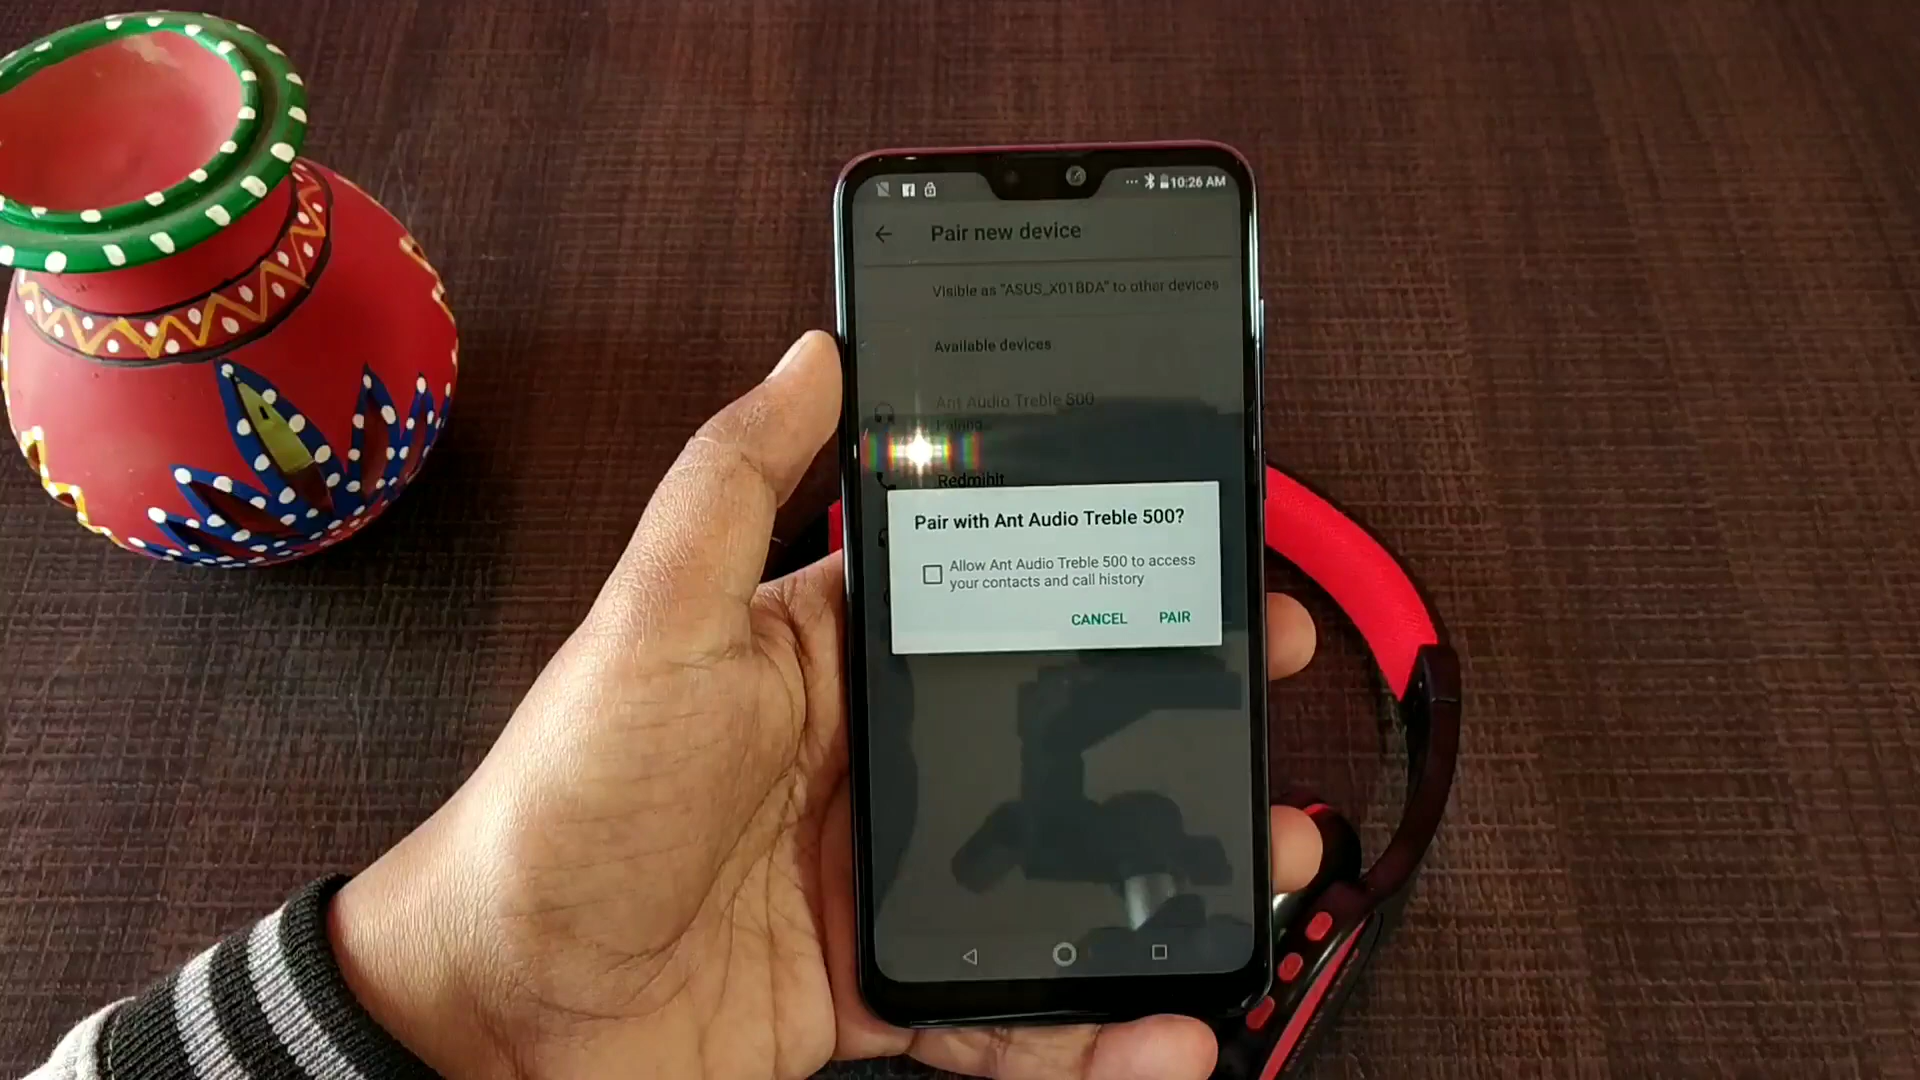 10:26 AM
Pair new device
Visible as "ASUS_X01BDA" to other devices
Available devices
Ant Audio Treble 500
Pairing...
Redmihlt
Pair with Ant Audio Treble 500?
Allow Ant Audio Treble 500 to access
your contacts and call history
CANCEL PAIR